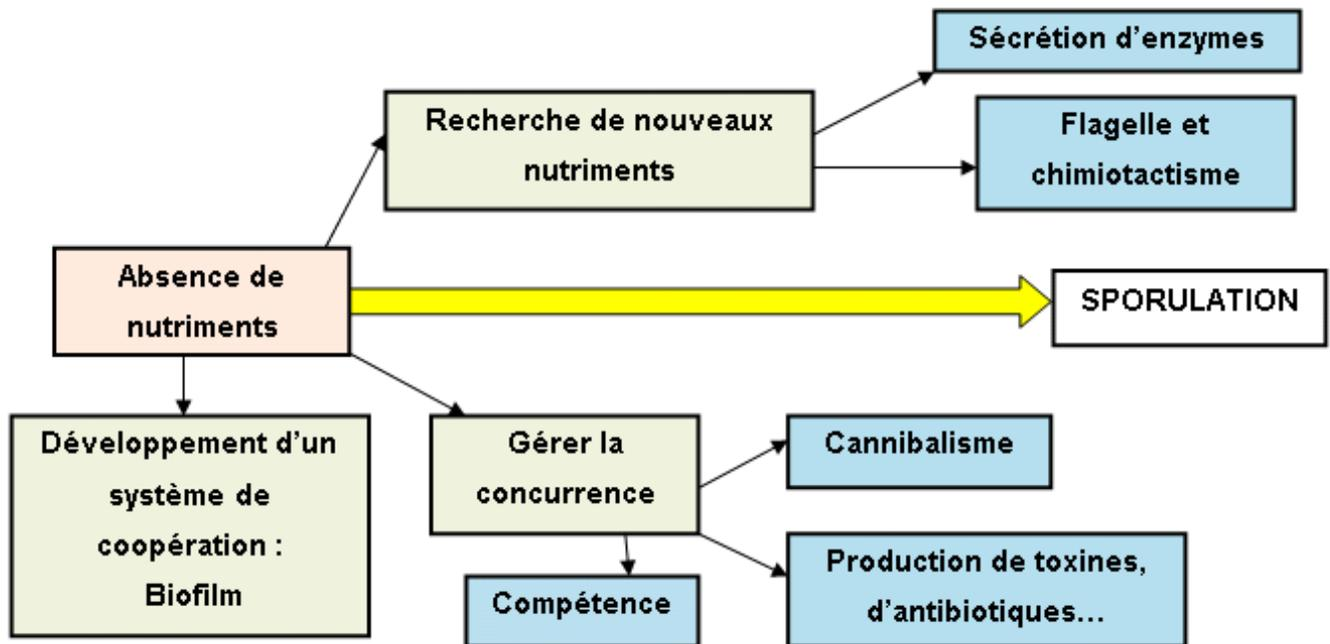 Sécrétion d'enzymes
Recherche de nouveaux
nutriments
Flagelle et
chimiotactisme
Absence de
nutriments
SPORULATION
Développement d'un
système de
coopération :
Biofilm
Gérer la
concurrence
Cannibalisme
Compétence
Production de toxines,
d'antibiotiques...